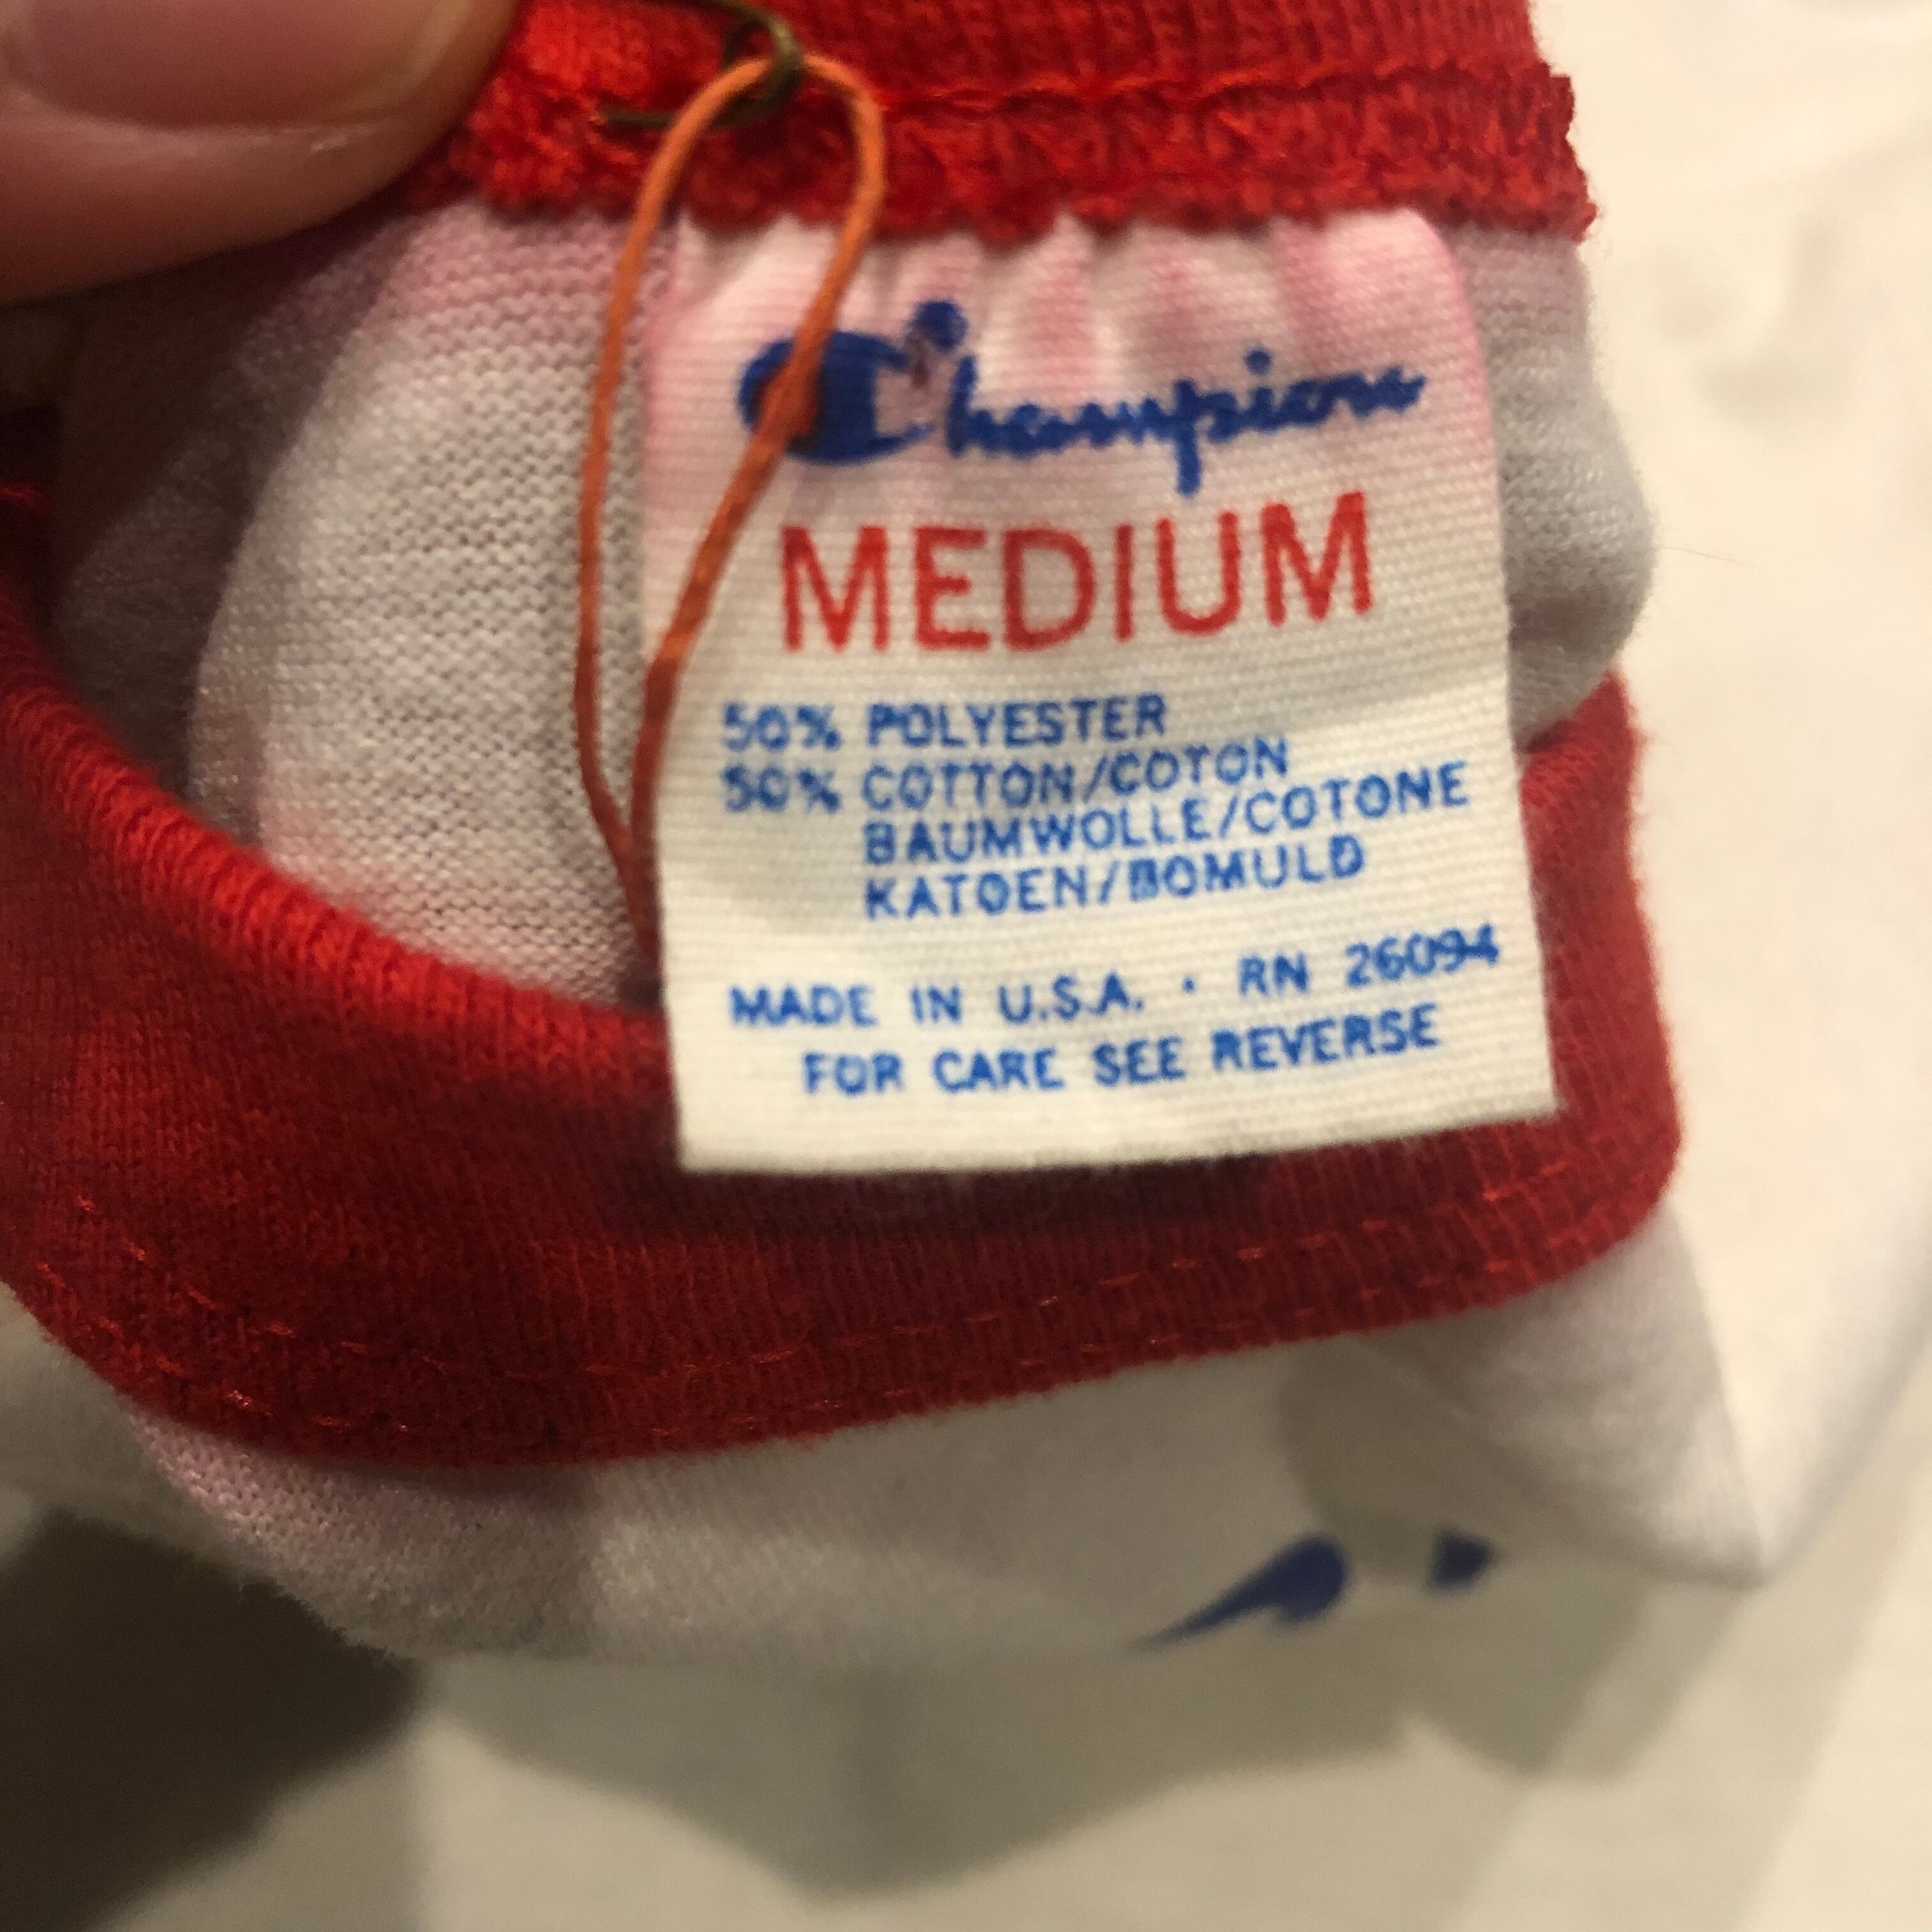 Champion
MEDIUM
50% POLYESTER
50% COTTON/COTON
BAUMWOLLE/COTONE
KATOEN/BOMULD
MADE IN U.S.A. · RN 26094
FOR CARE SEE REVERSE